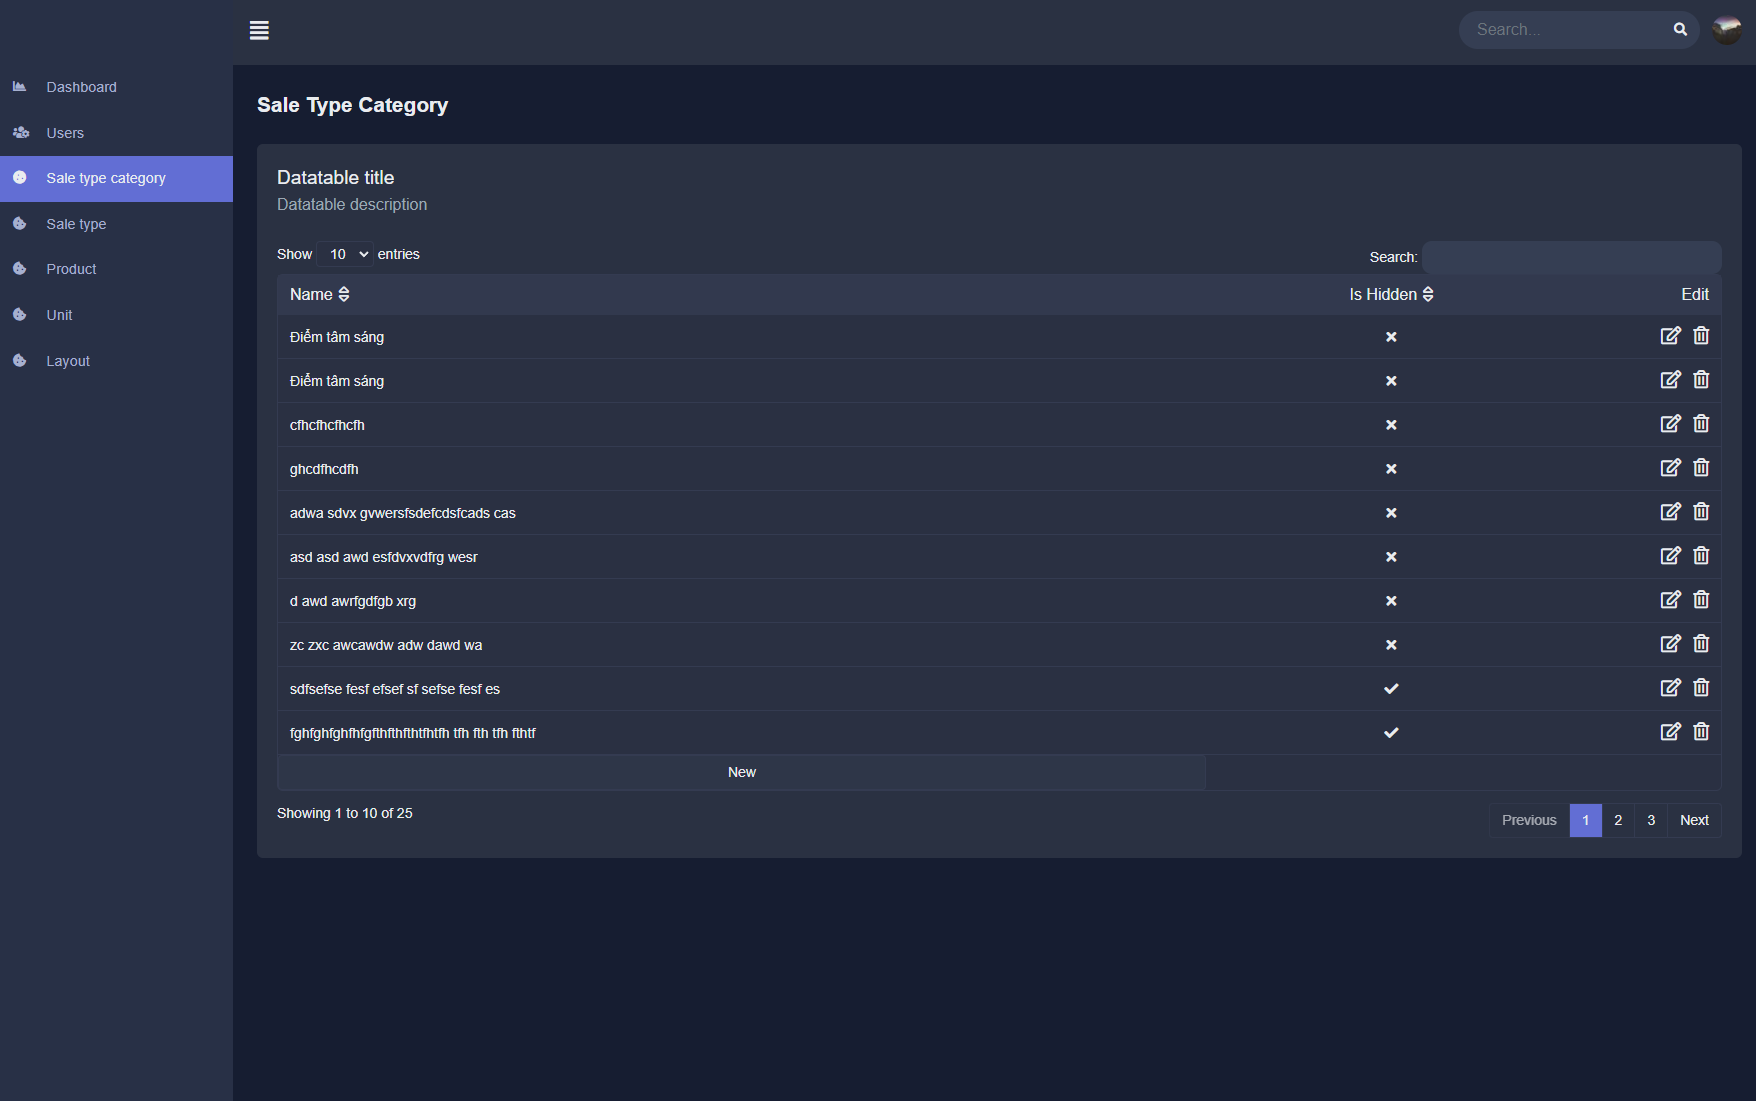 Search...
Dashboard
Users
Sale type category
Sale type
Product
Unit
Layout
Sale Type Category
Datatable title
Datatable description
Show 10 entries
Search:
Name Is Hidden Edit
Điểm tâm sáng
Điểm tâm sáng
cfhcfhcfhcfh
ghcdfhcdfh
adwa sdvx gvwersfsdefcdsfcads cas
asd asd awd esfdvxvdfrg wesr
d awd awrfgdfgb xrg
zc zxc awcawdw adw dawd wa
sdfsefse fesf efsef sf sefse fesf es
fghfghfghfhfgfthfthfthtfhtfh tfh fth tfh fthtf
New
Showing 1 to 10 of 25
Previous 1 2 3 Next